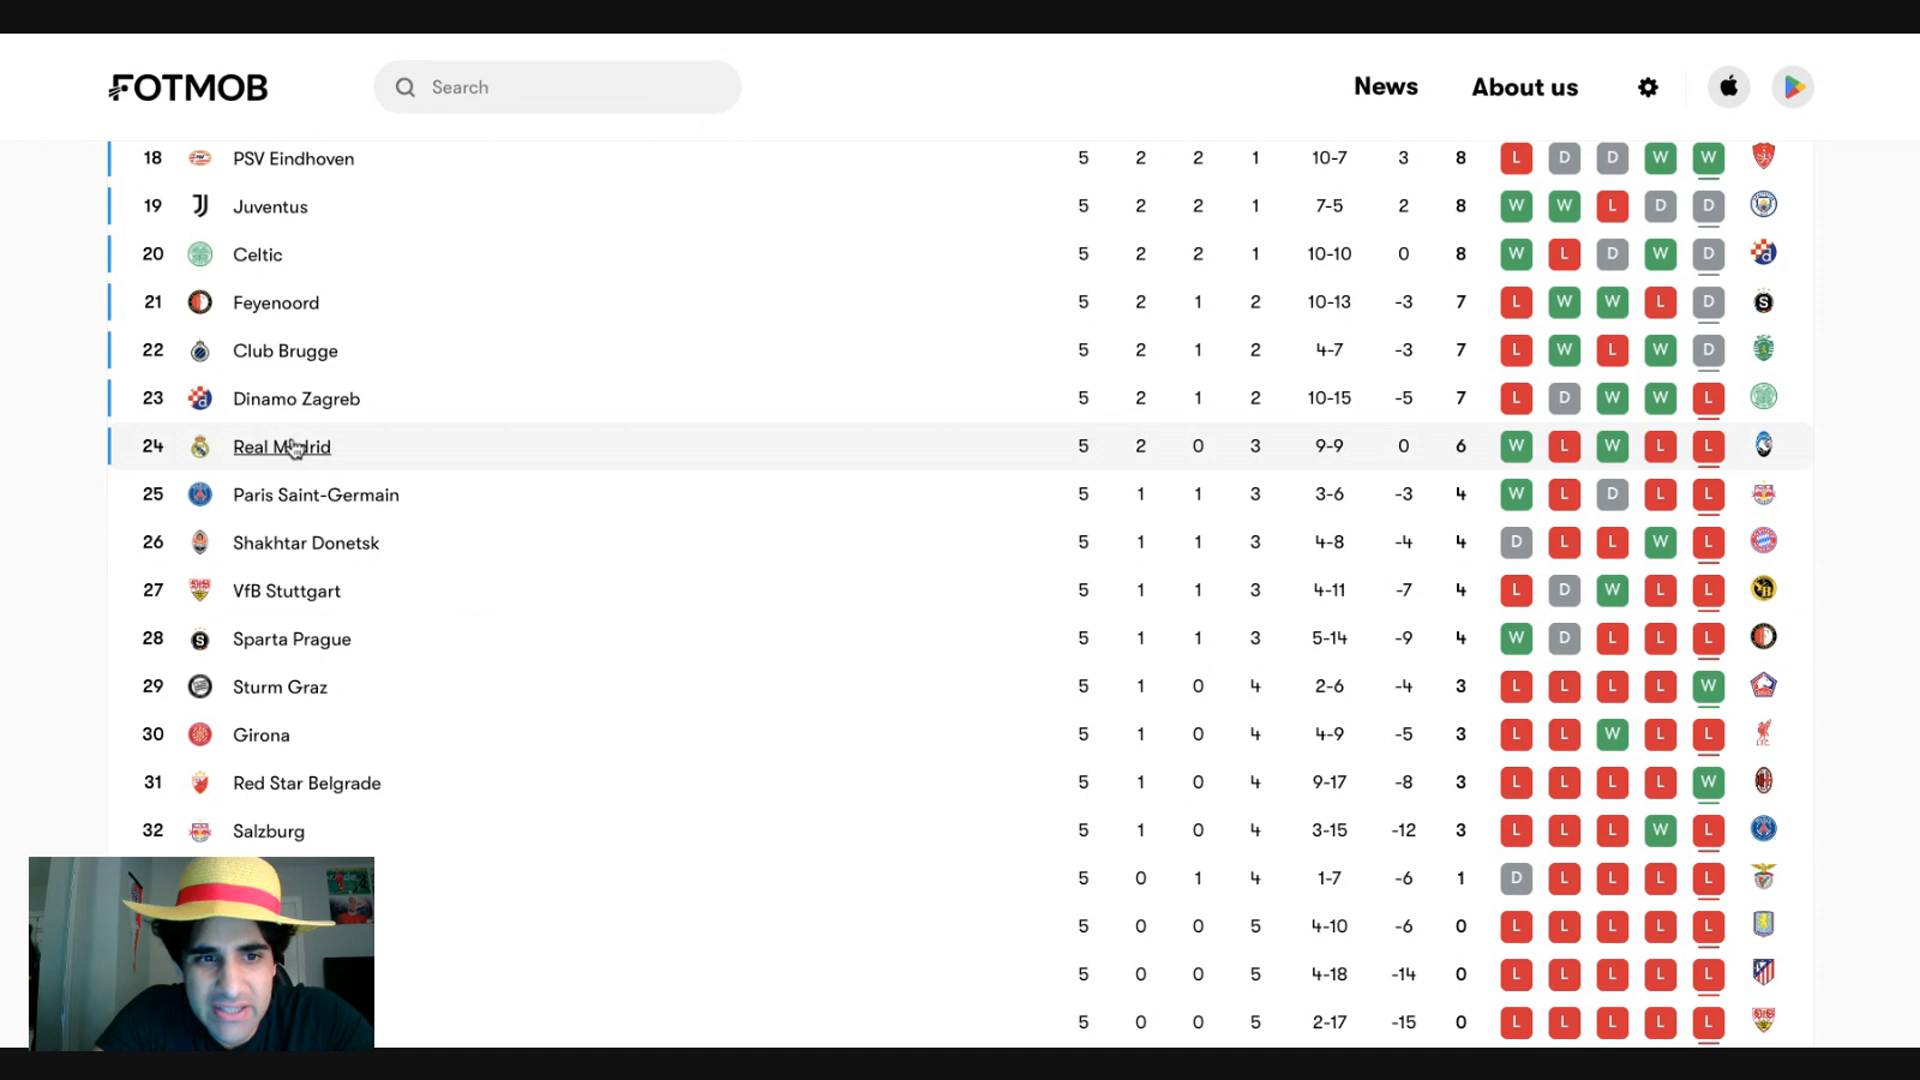 FOTMOB Search News About us
18 PSV Eindhoven 5 2 2 1 10-7 3 8 L D D W W
19 Juventus 5 2 2 1 7-5 2 8 W W L D D
20 Celtic 5 2 2 1 10-10 0 8 W L D W D
21 Feyenoord 5 2 1 2 10-13 -3 7 L W W L D
22 Club Brugge 5 2 1 2 4-7 -3 7 L W L W D
23 Dinamo Zagreb 5 2 1 2 10-15 -5 7 L D W W L
24 Real Madrid 5 2 0 3 9-9 0 6 W L W L L
25 Paris Saint-Germain 5 1 1 3 3-6 -3 4 W L D L L
26 Shakhtar Donetsk 5 1 1 3 4-8 -4 4 D L L W L
27 VfB Stuttgart 5 1 1 3 4-11 -7 4 L D W L L
28 Sparta Prague 5 1 1 3 5-14 -9 4 W D L L L
29 Sturm Graz 5 1 0 4 2-6 -4 3 L L L L W
30 Girona 5 1 0 4 4-9 -5 3 L L W L L
31 Red Star Belgrade 5 1 0 4 9-17 -8 3 L L L L W
32 Salzburg 5 1 0 4 3-15 -12 3 L L L W L
5 0 1 4 1-7 -6 1 D L L L L
5 0 0 5 4-10 -6 0 L L L L L
5 0 0 5 4-18 -14 0 L L L L L
5 0 0 5 2-17 -15 0 L L L L L